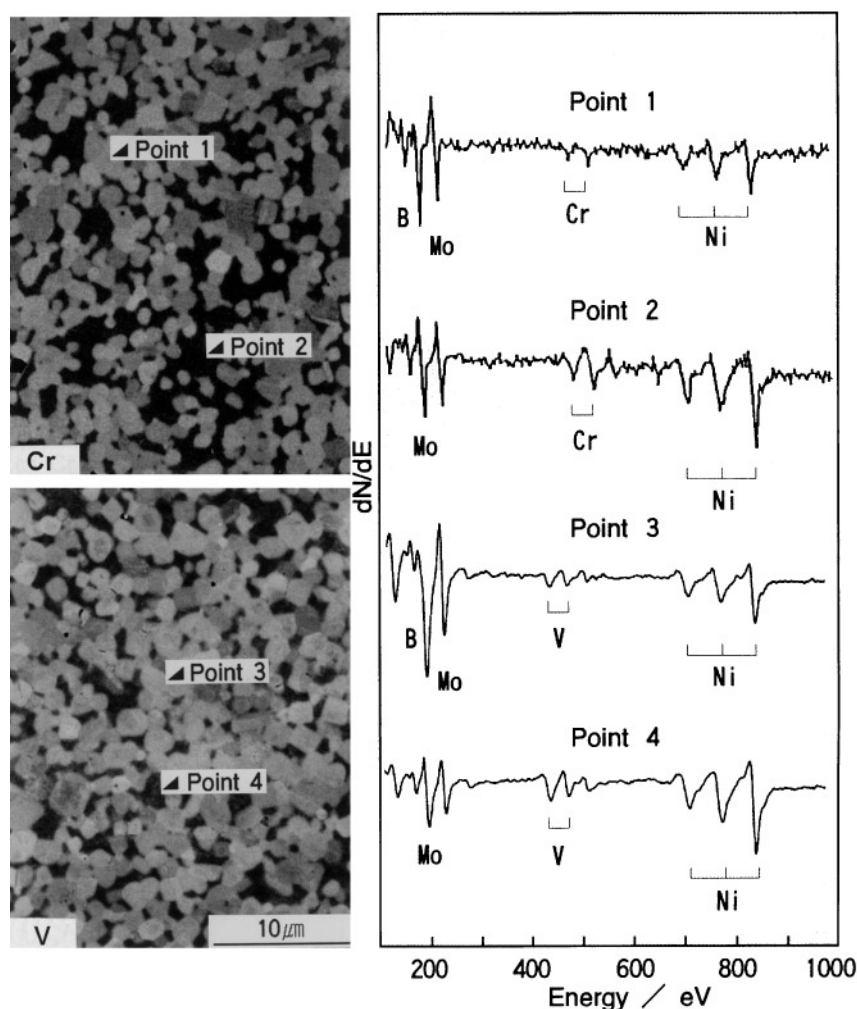 Point 1
Point 2
Cr
Point 3
Point 4
V
10μm
dN/dE
Point 1
B
Mo
Cr
Ni
Point 2
Mo
Cr
Ni
Point 3
B
Mo
V
Ni
Point 4
Mo
V
Ni
200 400 600 800 1000
Energy / eV